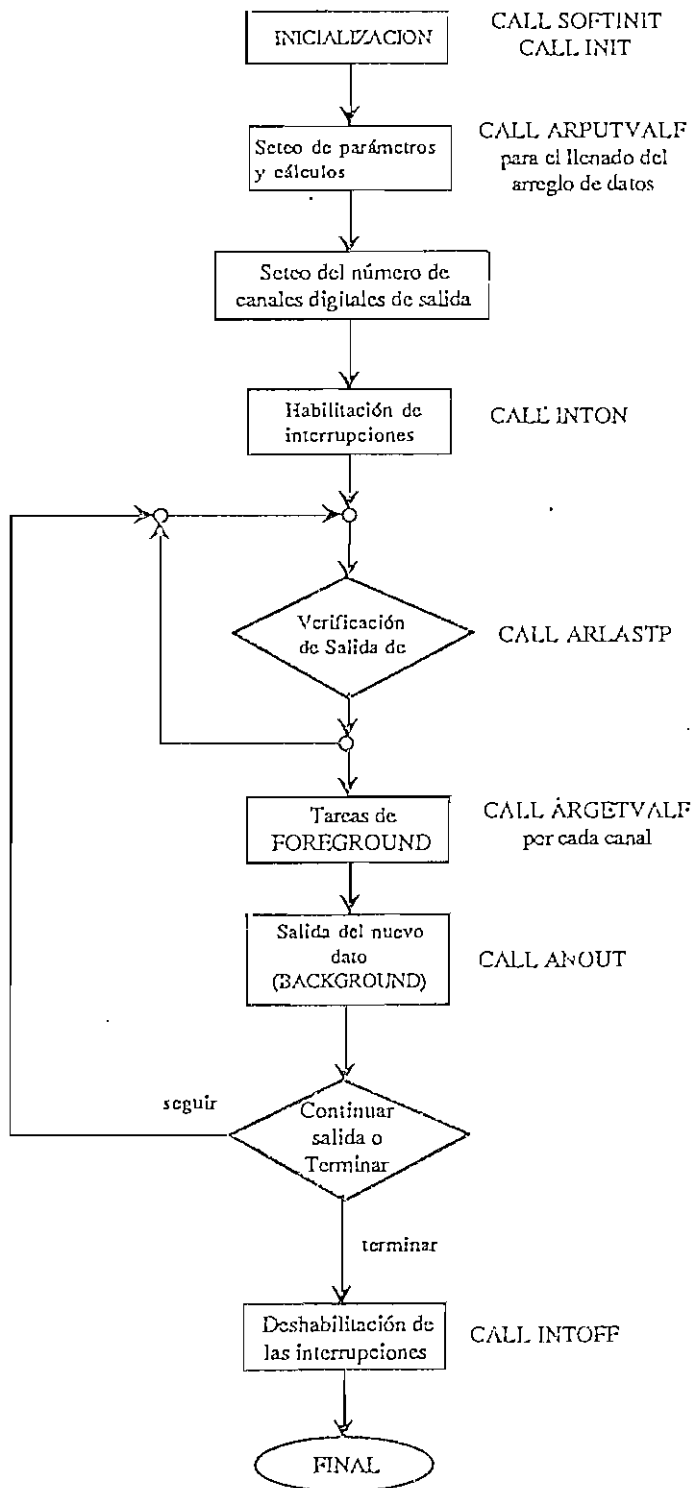 INICIALIZACION
CALL SOFTINIT
CALL INIT
Seteo de parámetros
y cálculos
CALL ARPUTVALF
para el llenado del
arreglo de datos
Seteo del número de
canales digitales de salida
Habilitación de
interrupciones
CALL INTON
Verificación
de Salida de
CALL ARLASTP
Tareas de
FOREGROUND
CALL ARGETVALF
por cada canal
Salida del nuevo
dato
(BACKGROUND)
CALL ANOUT
seguir
Continuar
salida o
Terminar
terminar
Deshabilitación de
las interrupciones
CALL INTOFF
FINAL